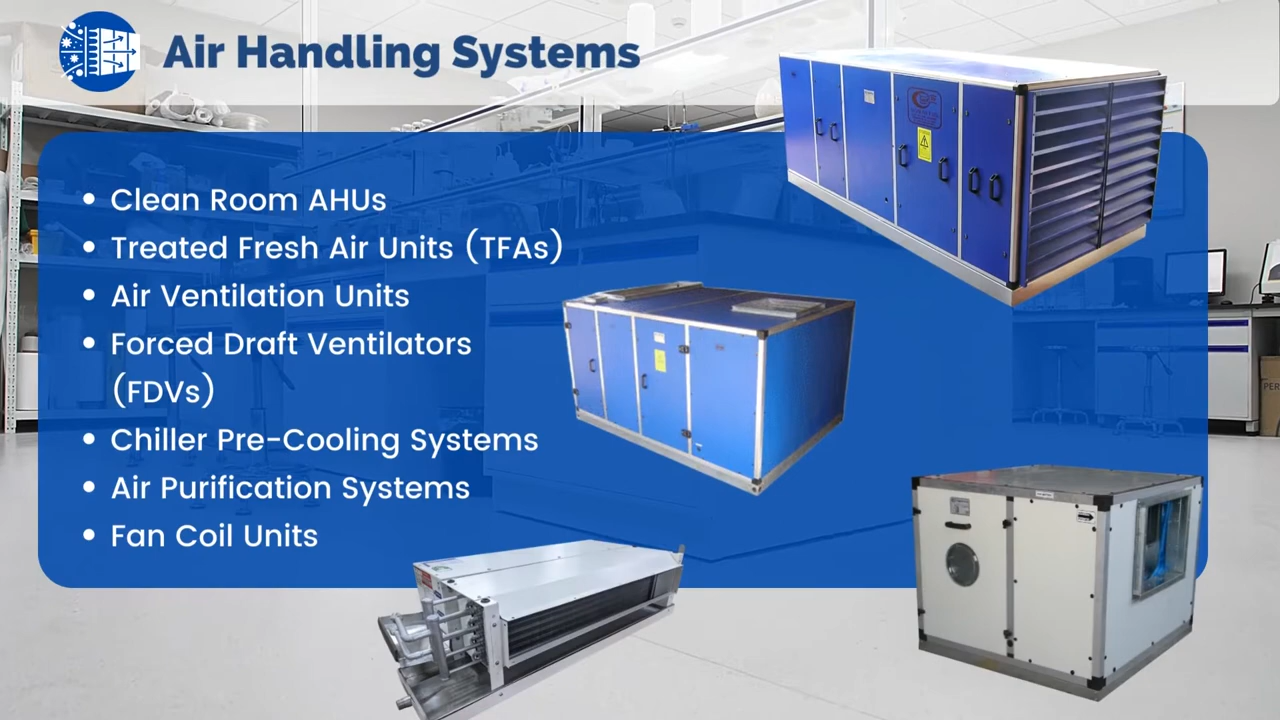 Air Handling Systems
• Clean Room AHUs
• Treated Fresh Air Units (TFAs)
• Air Ventilation Units
• Forced Draft Ventilators
(FDVs)
• Chiller Pre-Cooling Systems
• Air Purification Systems
• Fan Coil Units
PER